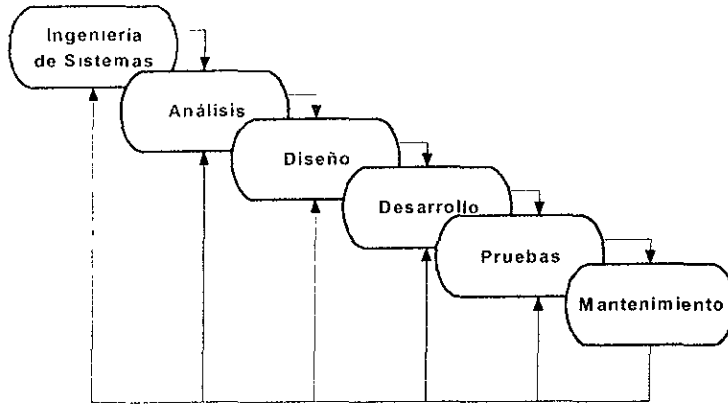 Ingeniería
de Sistemas
Análisis
Diseño
Desarrollo
Pruebas
Mantenimiento